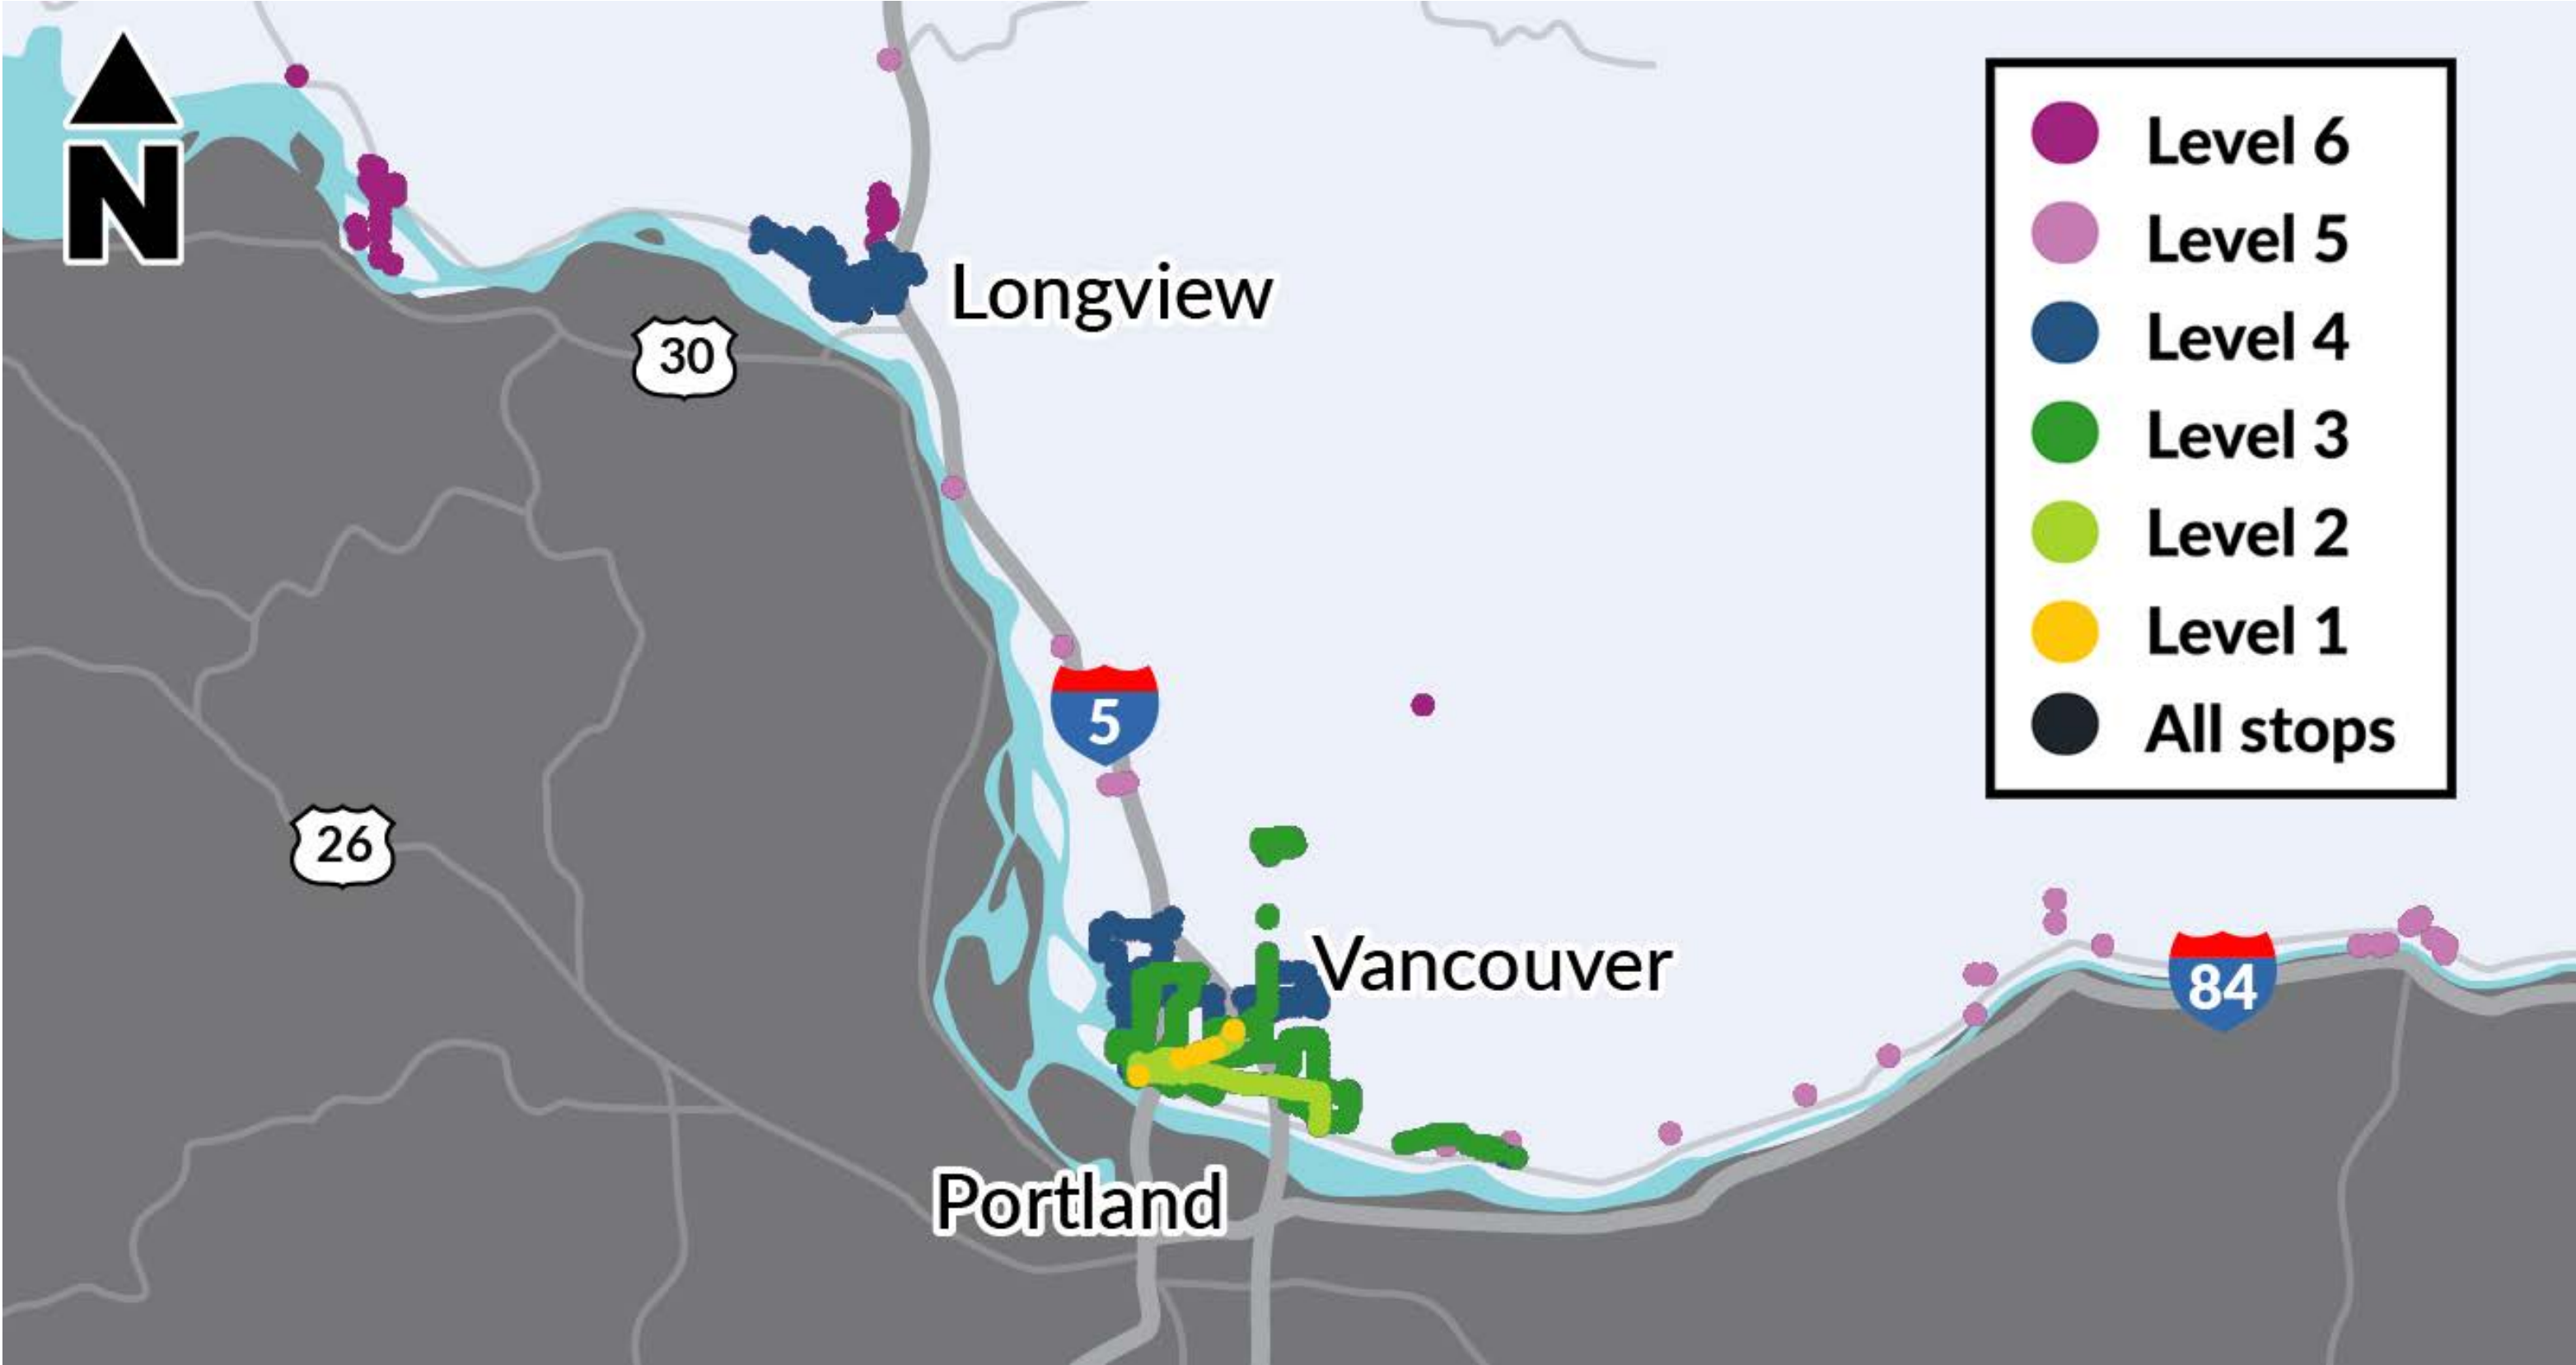 N
Level 6
Level 5
Level 4
Level 3
Level 2
Level 1
All stops
Longview
30
5
26
Vancouver
84
Portland